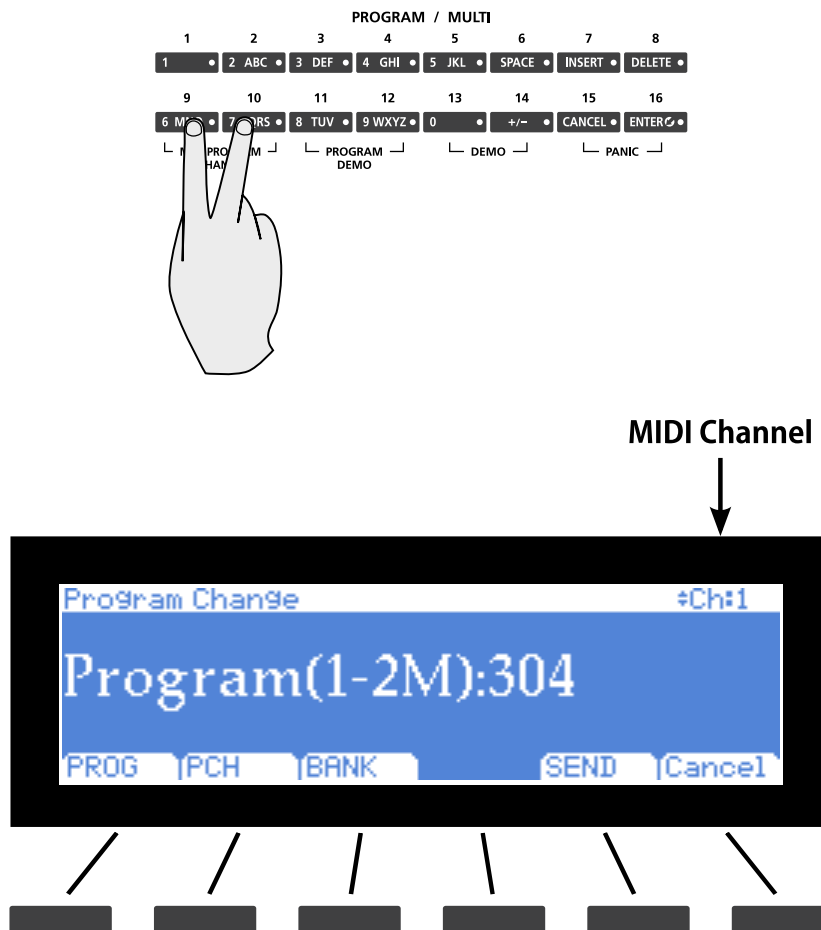 PROGRAM / MULTI
1 2 3 4 5 6 7 8
1 2 ABC 3 DEF 4 GHI 5 JKL SPACE INSERT DELETE
9 10 11 12 13 14 15 16
6 7 8 TUV 9 WXYZ 0 +/− CANCEL ENTER
PROGRAM DEMO PANIC
DEMO
MIDI Channel
Program Change Ch:1
Program(1-2M):304
PROG PCH BANK SEND Cancel